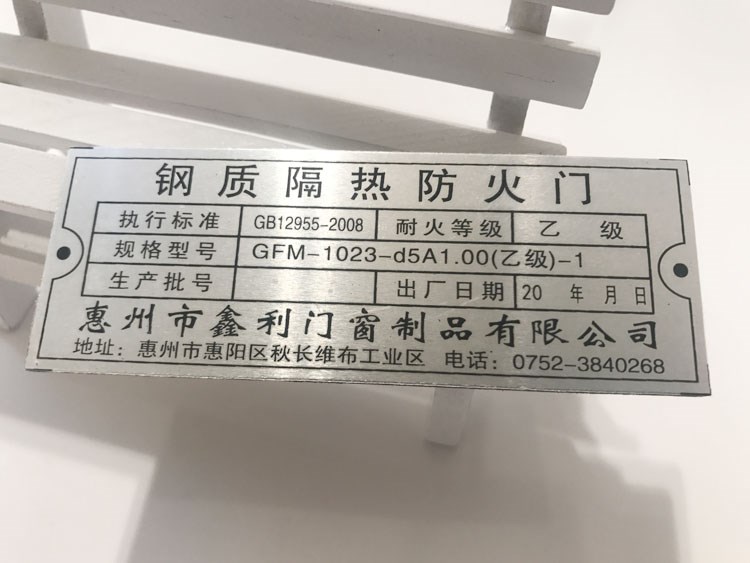 钢质隔热防火门
执行标准 GB12955-2008 耐火等级 乙 级
规格型号 GFM-1023-d5A1.00(乙级)-1
生产批号 出厂日期 20 年 月 日
惠州市鑫利门窗制品有限公司
地址：惠州市惠阳区秋长维布工业区 电话：0752-3840268